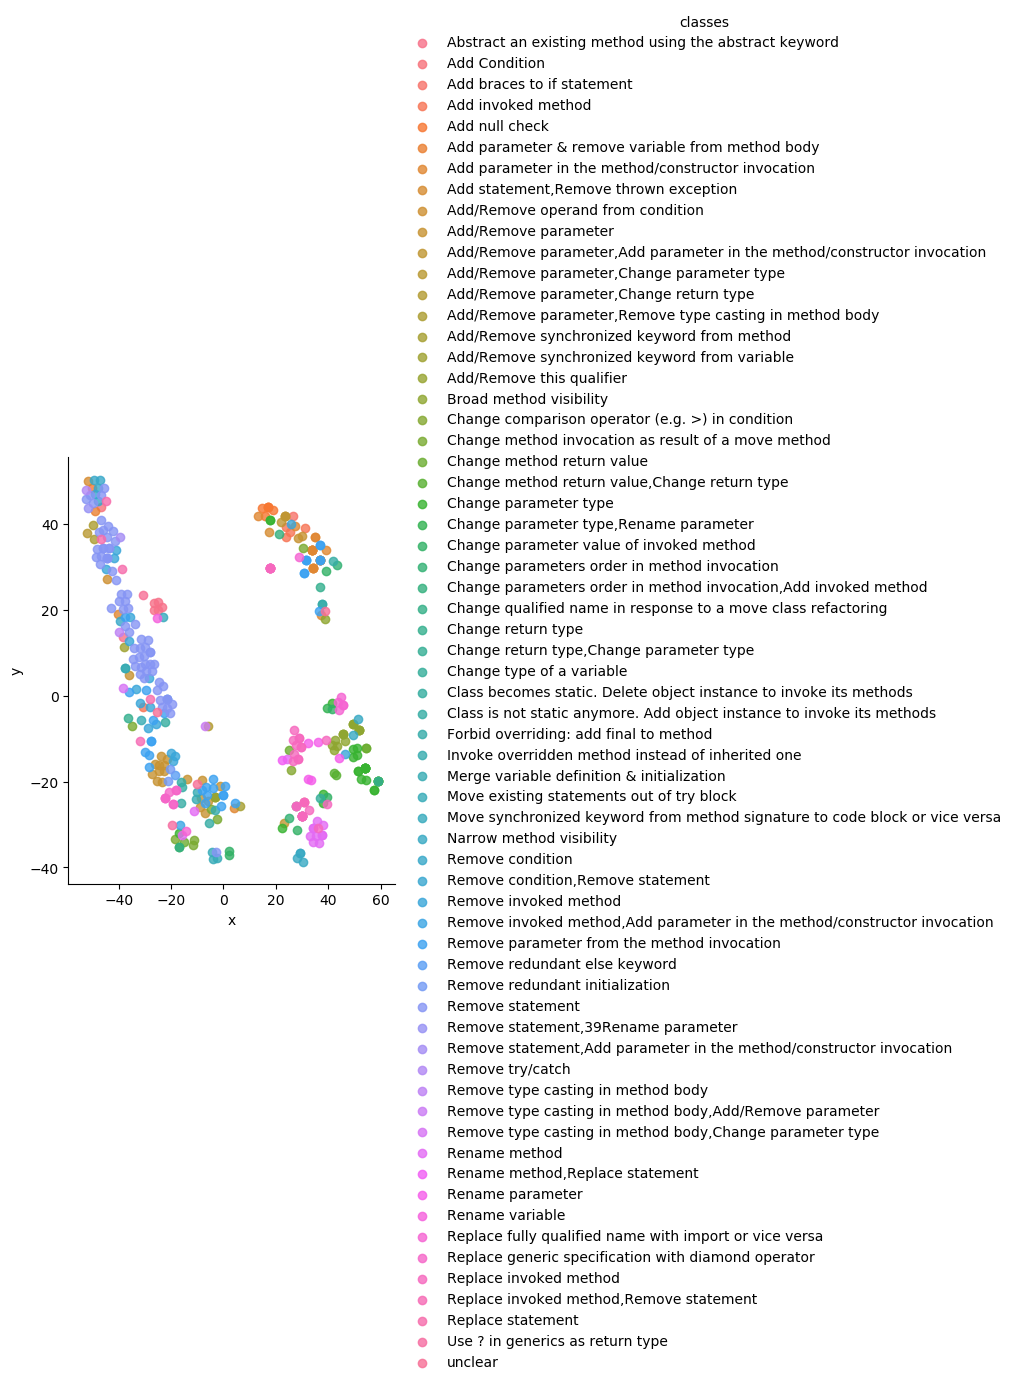 classes
Abstract an existing method using the abstract keyword
Add Condition
Add braces to if statement
Add invoked method
Add null check
Add parameter & remove variable from method body
Add parameter in the method/constructor invocation
Add statement,Remove thrown exception
Add/Remove operand from condition
Add/Remove parameter
Add/Remove parameter,Add parameter in the method/constructor invocation
Add/Remove parameter,Change parameter type
Add/Remove parameter,Change return type
Add/Remove parameter,Remove type casting in method body
Add/Remove synchronized keyword from method
Add/Remove synchronized keyword from variable
Add/Remove this qualifier
Broad method visibility
Change comparison operator (e.g. >) in condition
Change method invocation as result of a move method
Change method return value
Change method return value,Change return type
Change parameter type
Change parameter type,Rename parameter
Change parameter value of invoked method
Change parameters order in method invocation
Change parameters order in method invocation,Add invoked method
Change qualified name in response to a move class refactoring
Change return type
Change return type,Change parameter type
Change type of a variable
Class becomes static. Delete object instance to invoke its methods
Class is not static anymore. Add object instance to invoke its methods
Forbid overriding: add final to method
Invoke overridden method instead of inherited one
Merge variable definition & initialization
Move existing statements out of try block
Move synchronized keyword from method signature to code block or vice versa
Narrow method visibility
Remove condition
Remove condition,Remove statement
Remove invoked method
Remove invoked method,Add parameter in the method/constructor invocation
Remove parameter from the method invocation
Remove redundant else keyword
Remove redundant initialization
Remove statement
Remove statement,39Rename parameter
Remove statement,Add parameter in the method/constructor invocation
Remove try/catch
Remove type casting in method body
Remove type casting in method body,Add/Remove parameter
Remove type casting in method body,Change parameter type
Rename method
Rename method,Replace statement
Rename parameter
Rename variable
Replace fully qualified name with import or vice versa
Replace generic specification with diamond operator
Replace invoked method
Replace invoked method,Remove statement
Replace statement
Use ? in generics as return type
unclear
40
20
0
−20
−40
y
−40 −20 0 20 40 60
x